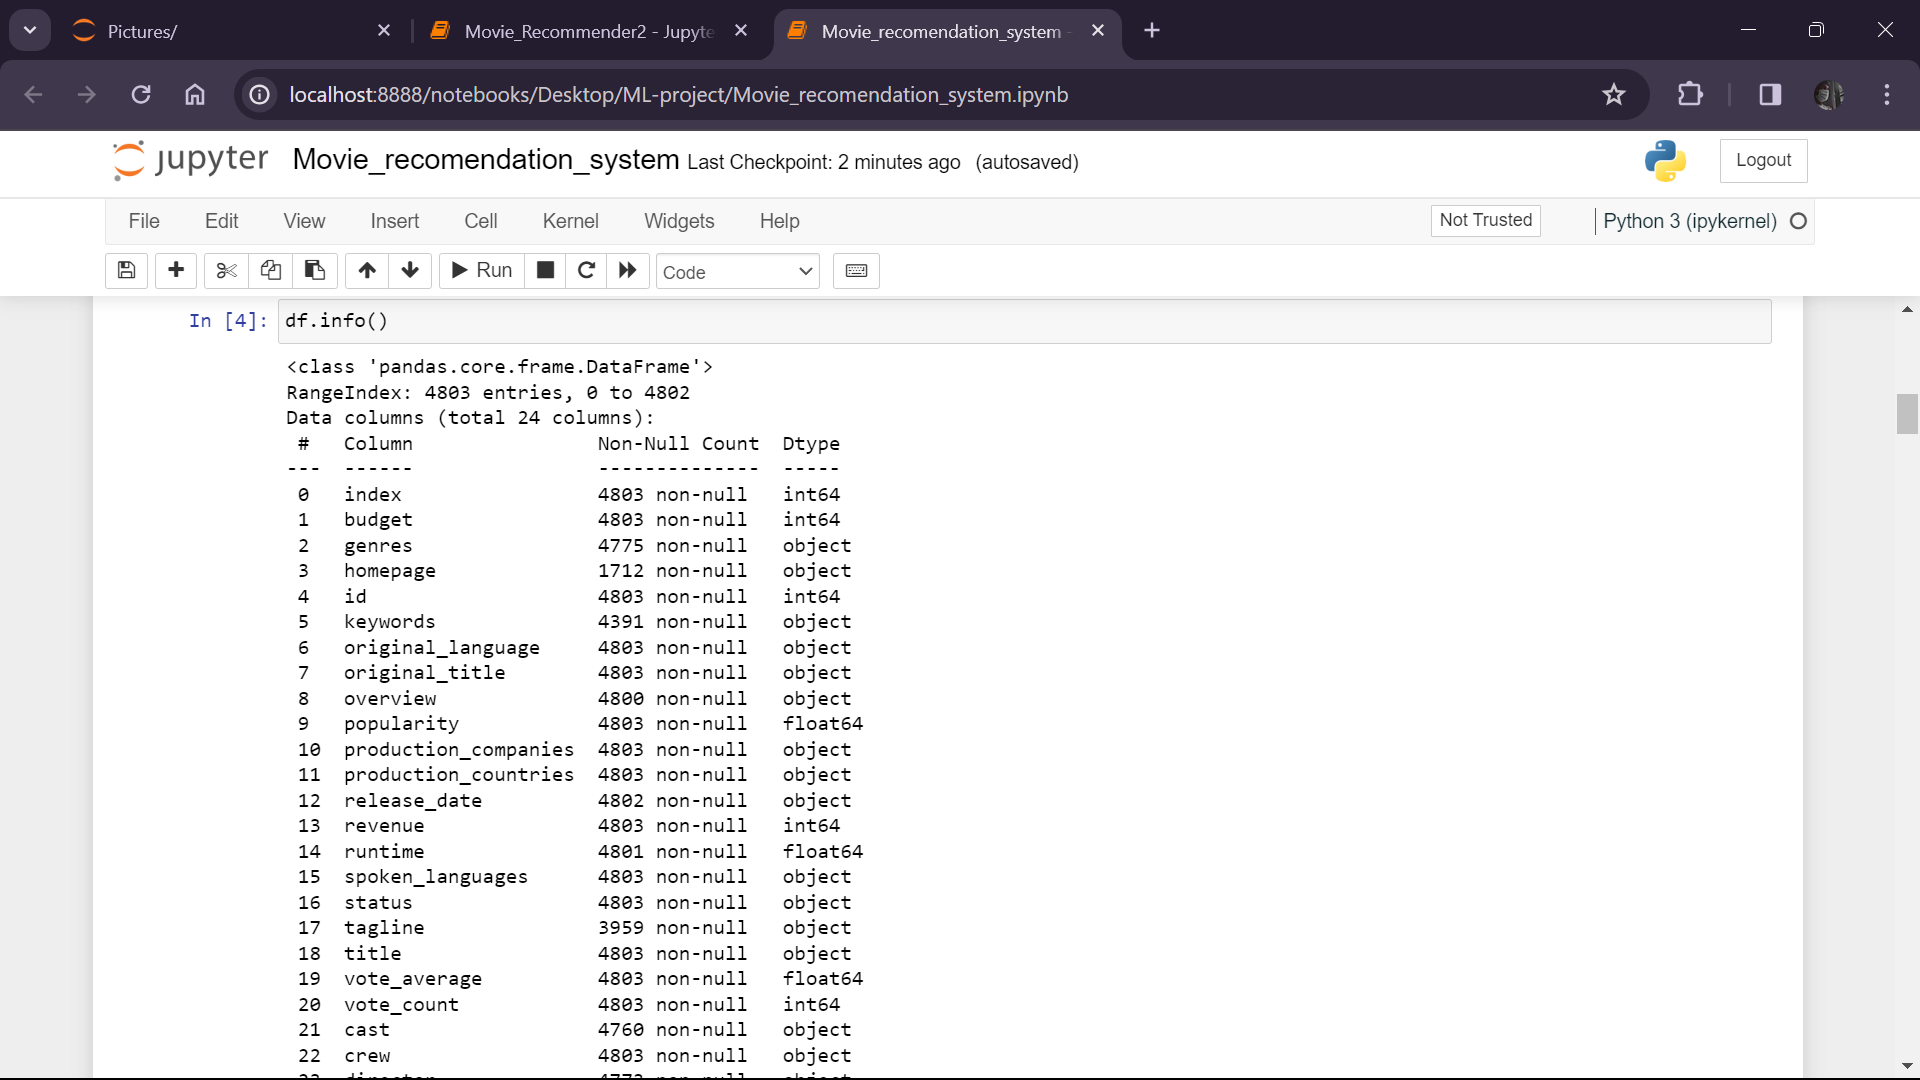 Pictures/
Movie_Recommender2 - Jupyte
Movie_recomendation_system -
localhost:8888/notebooks/Desktop/ML-project/Movie_recomendation_system.ipynb
jupyter Movie_recomendation_system Last Checkpoint: 2 minutes ago (autosaved)
Logout
File Edit View Insert Cell Kernel Widgets Help
Not Trusted
Python 3 (ipykernel)
Run
Code
In [4]: df.info()
<class 'pandas.core.frame.DataFrame'>
RangeIndex: 4803 entries, 0 to 4802
Data columns (total 24 columns):
 #   Column                Non-Null Count  Dtype
---  ------                --------------  -----
 0   index                 4803 non-null   int64
 1   budget                4803 non-null   int64
 2   genres                4775 non-null   object
 3   homepage              1712 non-null   object
 4   id                    4803 non-null   int64
 5   keywords              4391 non-null   object
 6   original_language     4803 non-null   object
 7   original_title        4803 non-null   object
 8   overview              4800 non-null   object
 9   popularity            4803 non-null   float64
 10  production_companies  4803 non-null   object
 11  production_countries  4803 non-null   object
 12  release_date          4802 non-null   object
 13  revenue               4803 non-null   int64
 14  runtime               4801 non-null   float64
 15  spoken_languages      4803 non-null   object
 16  status                4803 non-null   object
 17  tagline               3959 non-null   object
 18  title                 4803 non-null   object
 19  vote_average          4803 non-null   float64
 20  vote_count            4803 non-null   int64
 21  cast                  4760 non-null   object
 22  crew                  4803 non-null   object